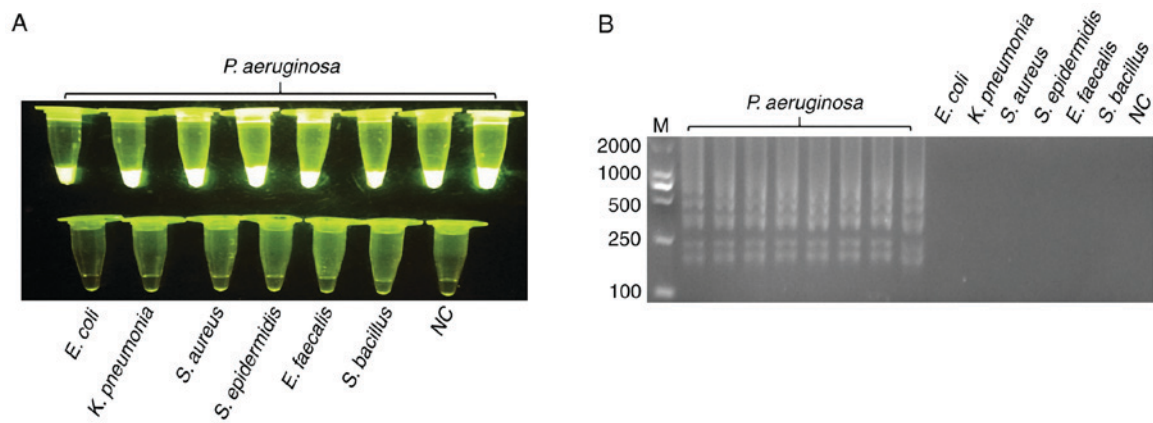 A
P. aeruginosa
E. coli
K. pneumonia
S. aureus
S. epidermidis
E. faecalis
S. bacillus
NC
B
P. aeruginosa
E. coli
K. pneumonia
S. aureus
S. epidermidis
E. faecalis
S. bacillus
NC
M
2000
1000
500
250
100